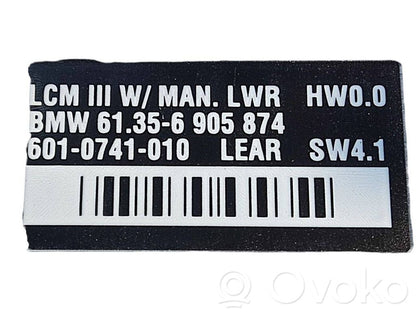 LCM III W/ MAN. LWR HW0.0
BMW 61.35-6 905 874
601-0741-010 LEAR SW4.1
Ovoko